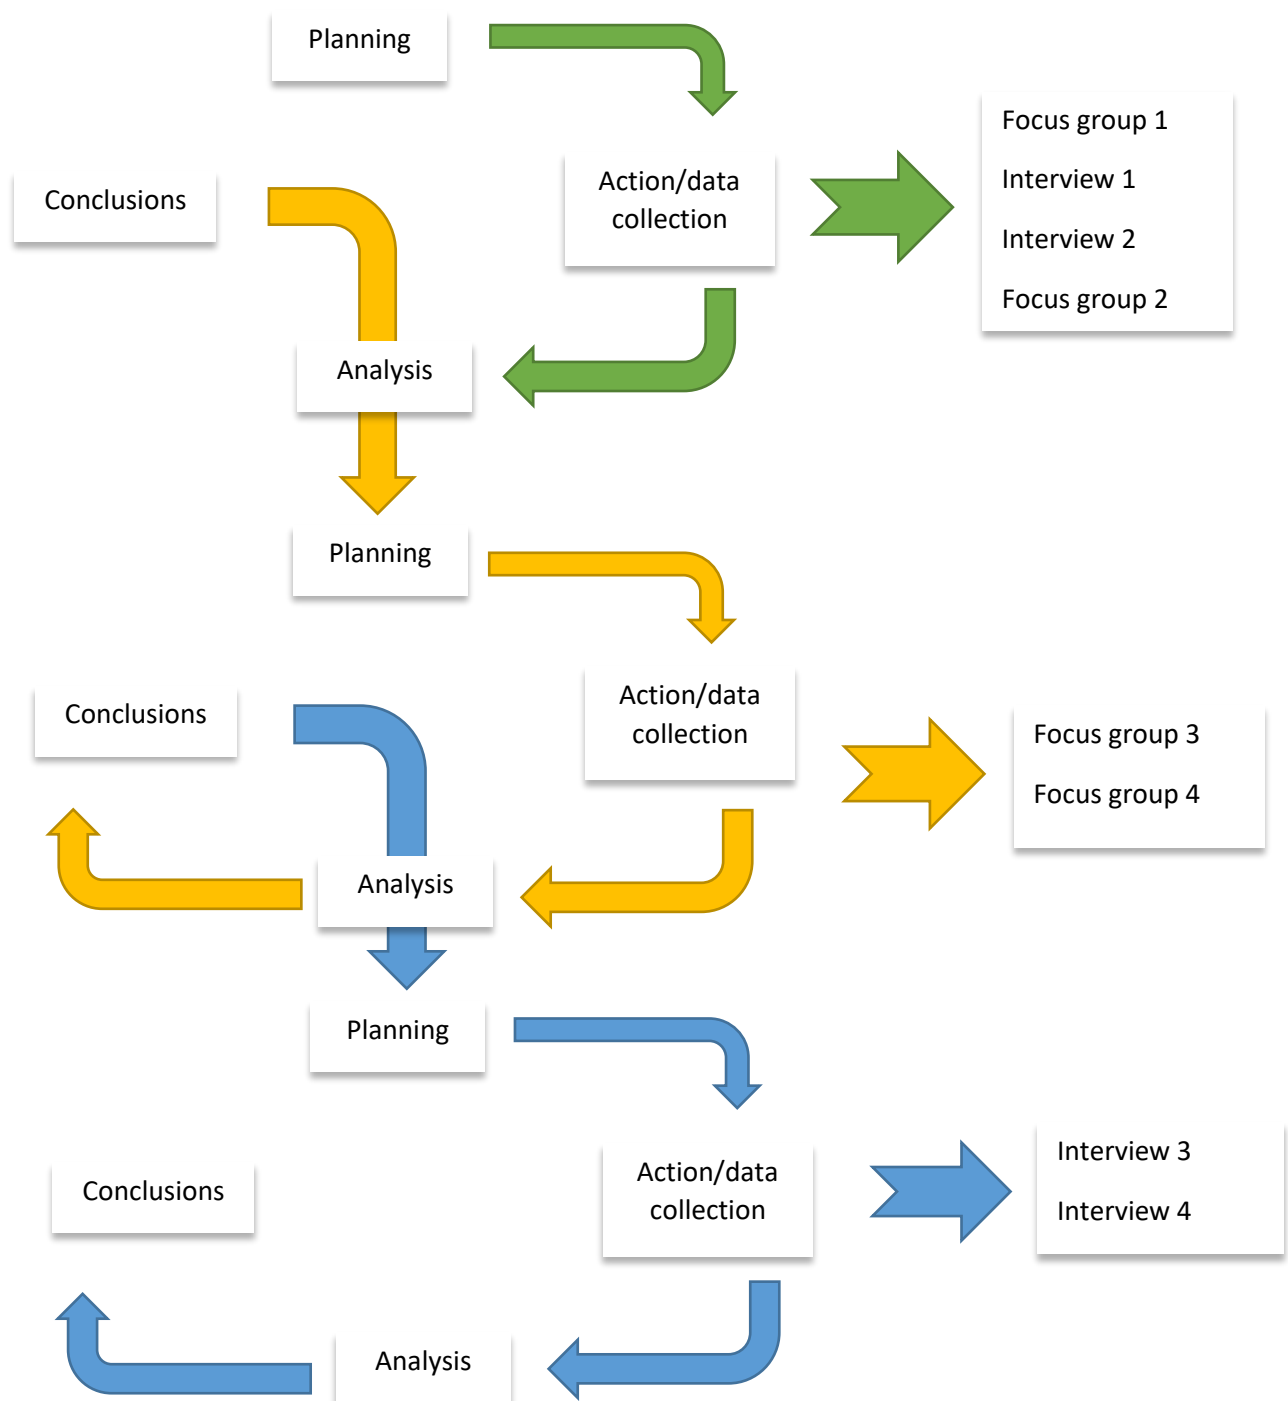 Planning
Action/data
collection
Focus group 1
Interview 1
Interview 2
Focus group 2
Conclusions
Analysis
Planning
Action/data
collection
Focus group 3
Focus group 4
Conclusions
Analysis
Planning
Action/data
collection
Interview 3
Interview 4
Conclusions
Analysis